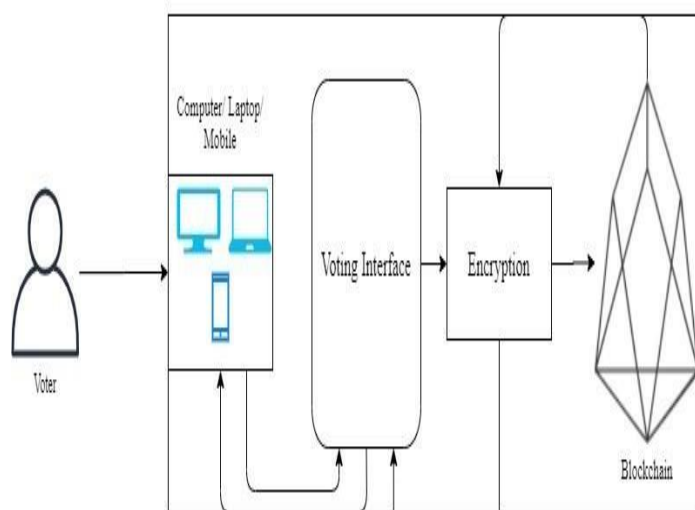 Computer/ Laptop/
Mobile
Voting Interface
Encryption
Voter
Blockchain